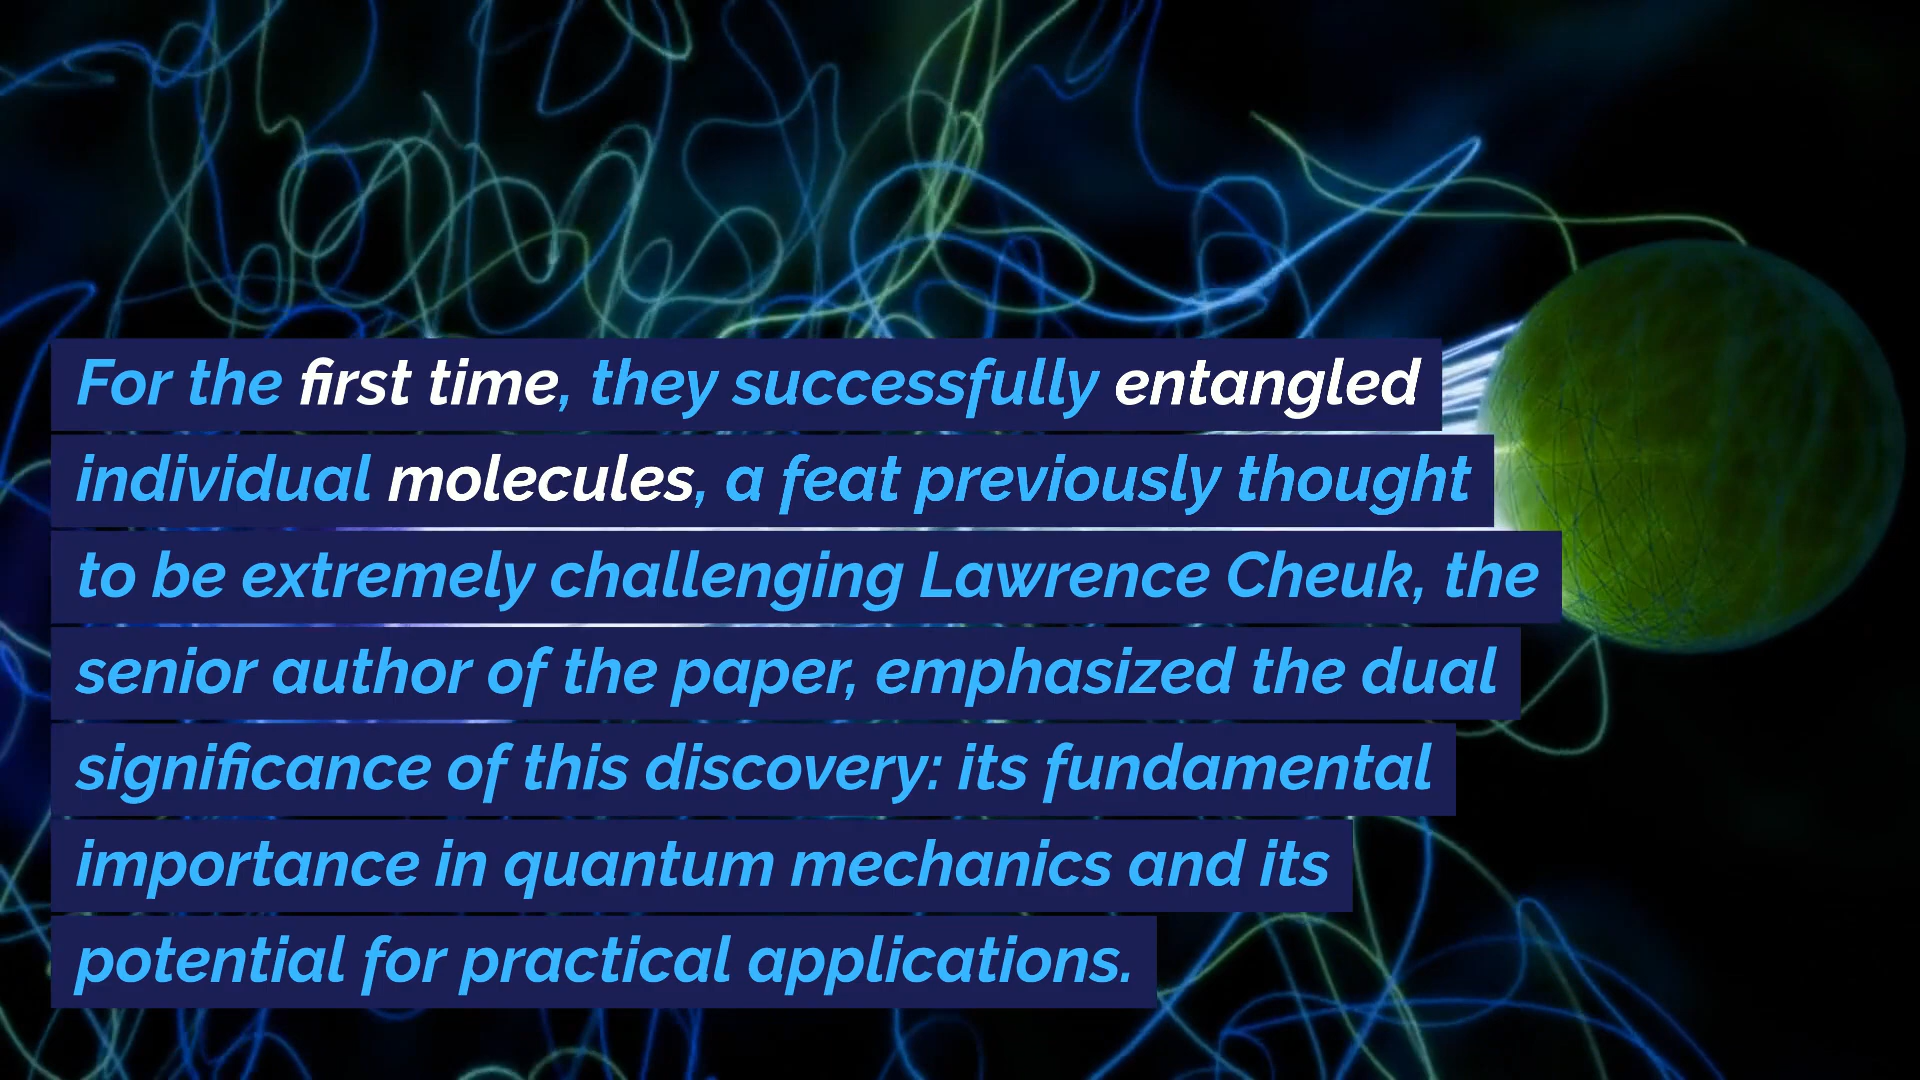 For the first time, they successfully entangled
individual molecules, a feat previously thought
to be extremely challenging Lawrence Cheuk, the
senior author of the paper, emphasized the dual
significance of this discovery: its fundamental
importance in quantum mechanics and its
potential for practical applications.